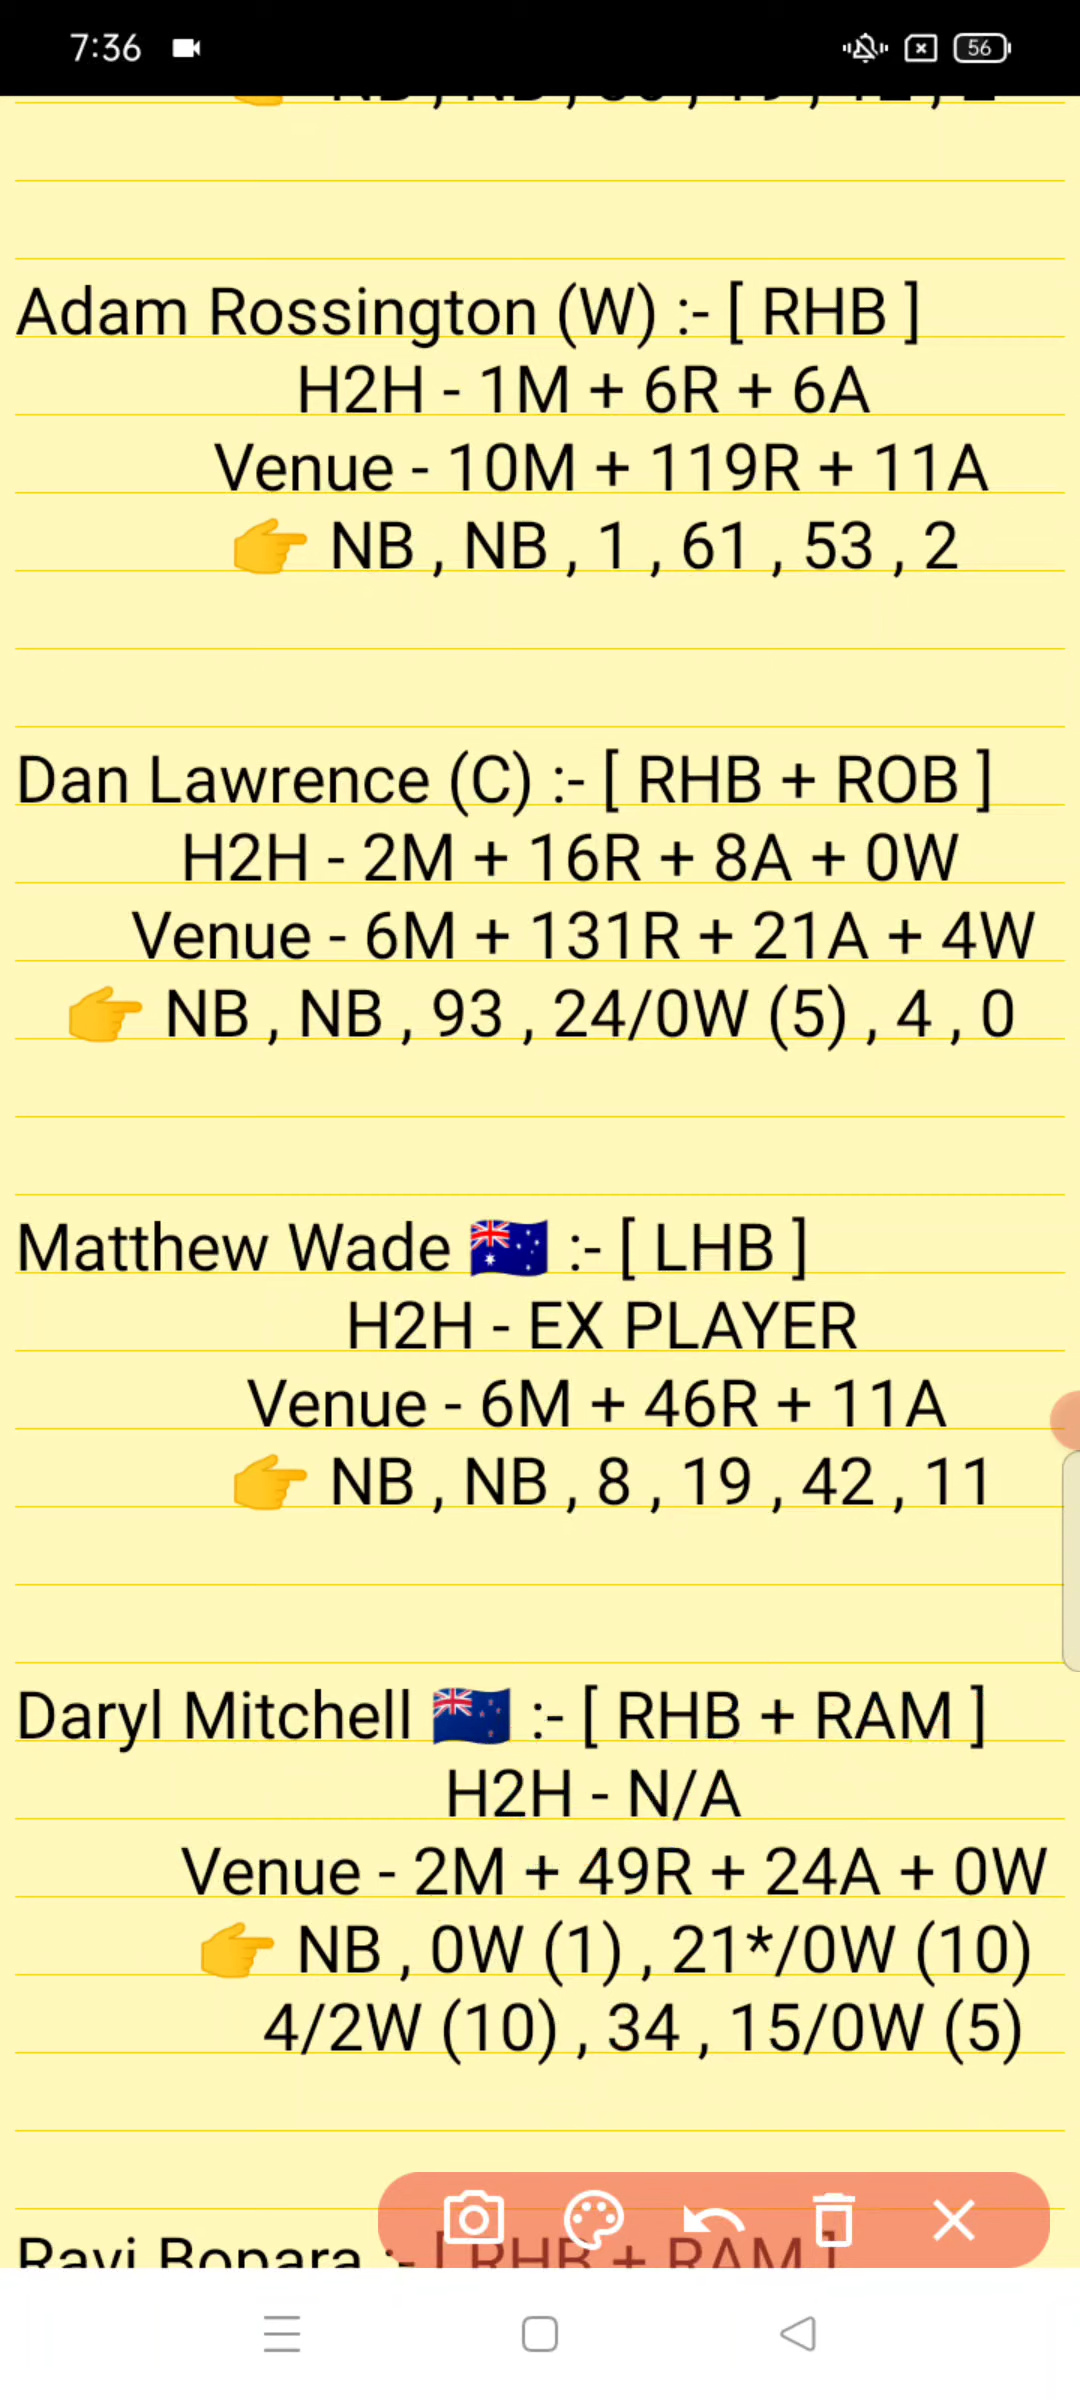 7:36
56
Adam Rossington (W) :- [ RHB ]
H2H - 1M + 6R + 6A
Venue - 10M + 119R + 11A
👉 NB , NB , 1 , 61 , 53 , 2
Dan Lawrence (C) :- [ RHB + ROB ]
H2H - 2M + 16R + 8A + 0W
Venue - 6M + 131R + 21A + 4W
👉 NB , NB , 93 , 24/0W (5) , 4 , 0
Matthew Wade 🇦🇺 :- [ LHB ]
H2H - EX PLAYER
Venue - 6M + 46R + 11A
👉 NB , NB , 8 , 19 , 42 , 11
Daryl Mitchell 🇳🇿 :- [ RHB + RAM ]
H2H - N/A
Venue - 2M + 49R + 24A + 0W
👉 NB , 0W (1) , 21*/0W (10)
4/2W (10) , 34 , 15/0W (5)
Ravi Bopara :- [ RHB + RAM ]